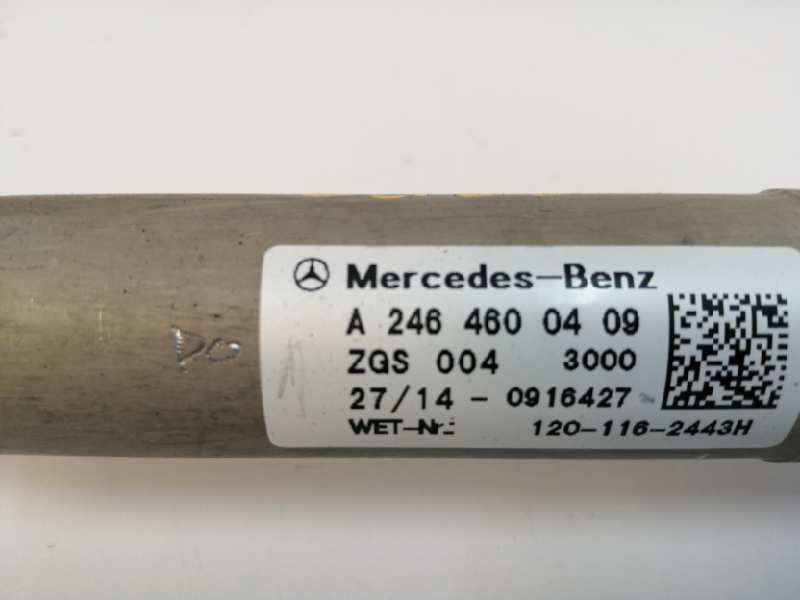 Mercedes-Benz
A 246 460 04 09
ZGS 004 3000
27/14 - 0916427
WET-Nr.: 120-116-2443H